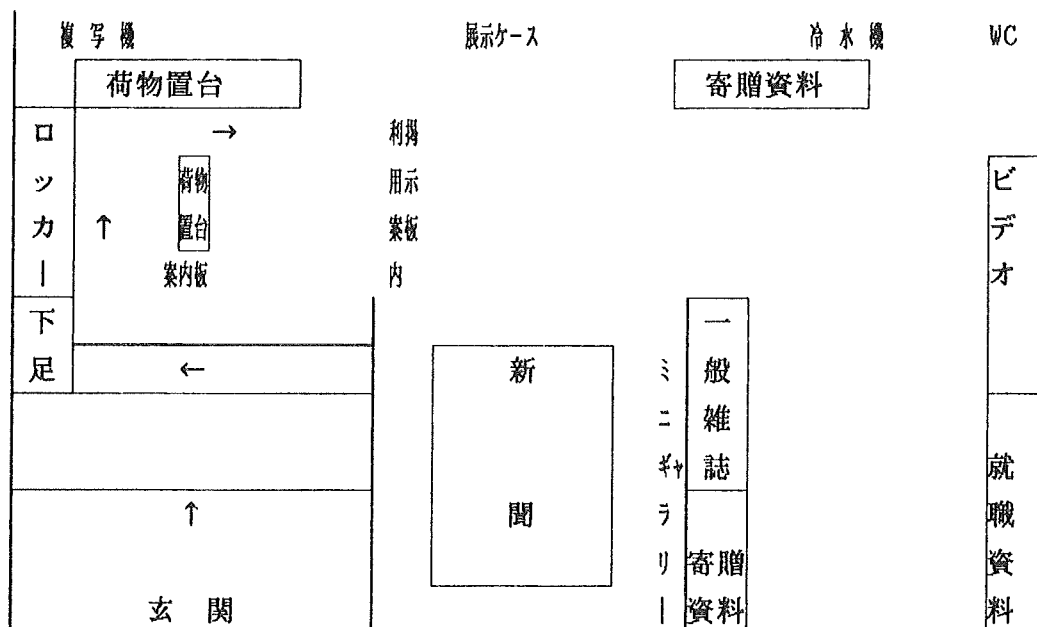 複写機
展示ケース
冷水機
WC
荷物置台
寄贈資料
ロッカー
→
利用案内
掲示板
荷物置台
↑
案内板
ビデオ
下足
←
新聞
ミニギャラリー
一般雑誌
就職資料
↑
寄贈資料
玄関